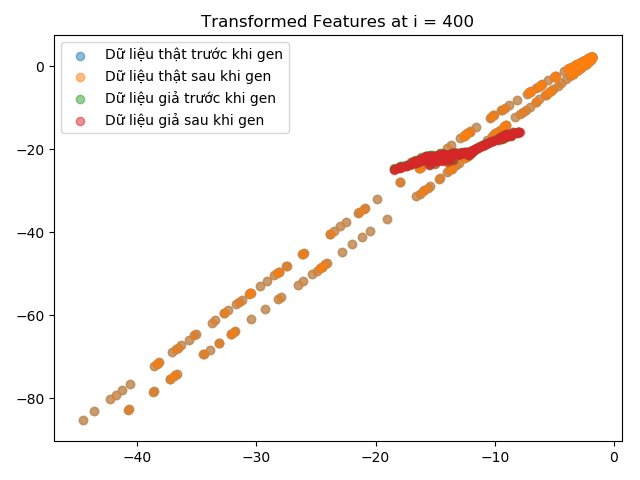 Transformed Features at i = 400
Dữ liệu thật trước khi gen
Dữ liệu thật sau khi gen
Dữ liệu giả trước khi gen
Dữ liệu giả sau khi gen
0
−20
−40
−60
−80
−40 −30 −20 −10 0